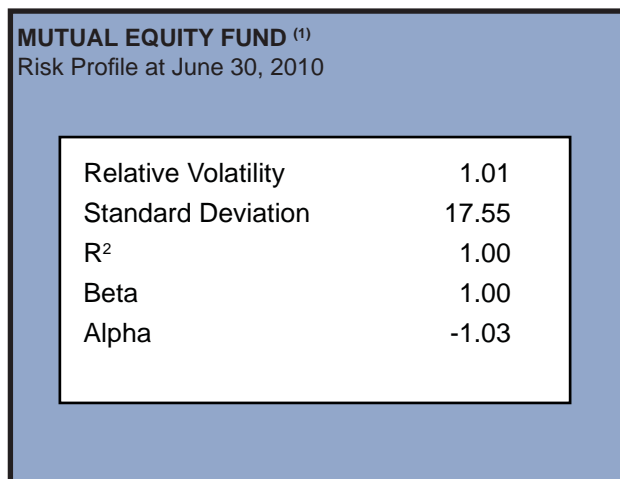 MUTUAL EQUITY FUND (1)
Risk Profile at June 30, 2010
Relative Volatility 1.01
Standard Deviation 17.55
R2 1.00
Beta 1.00
Alpha -1.03